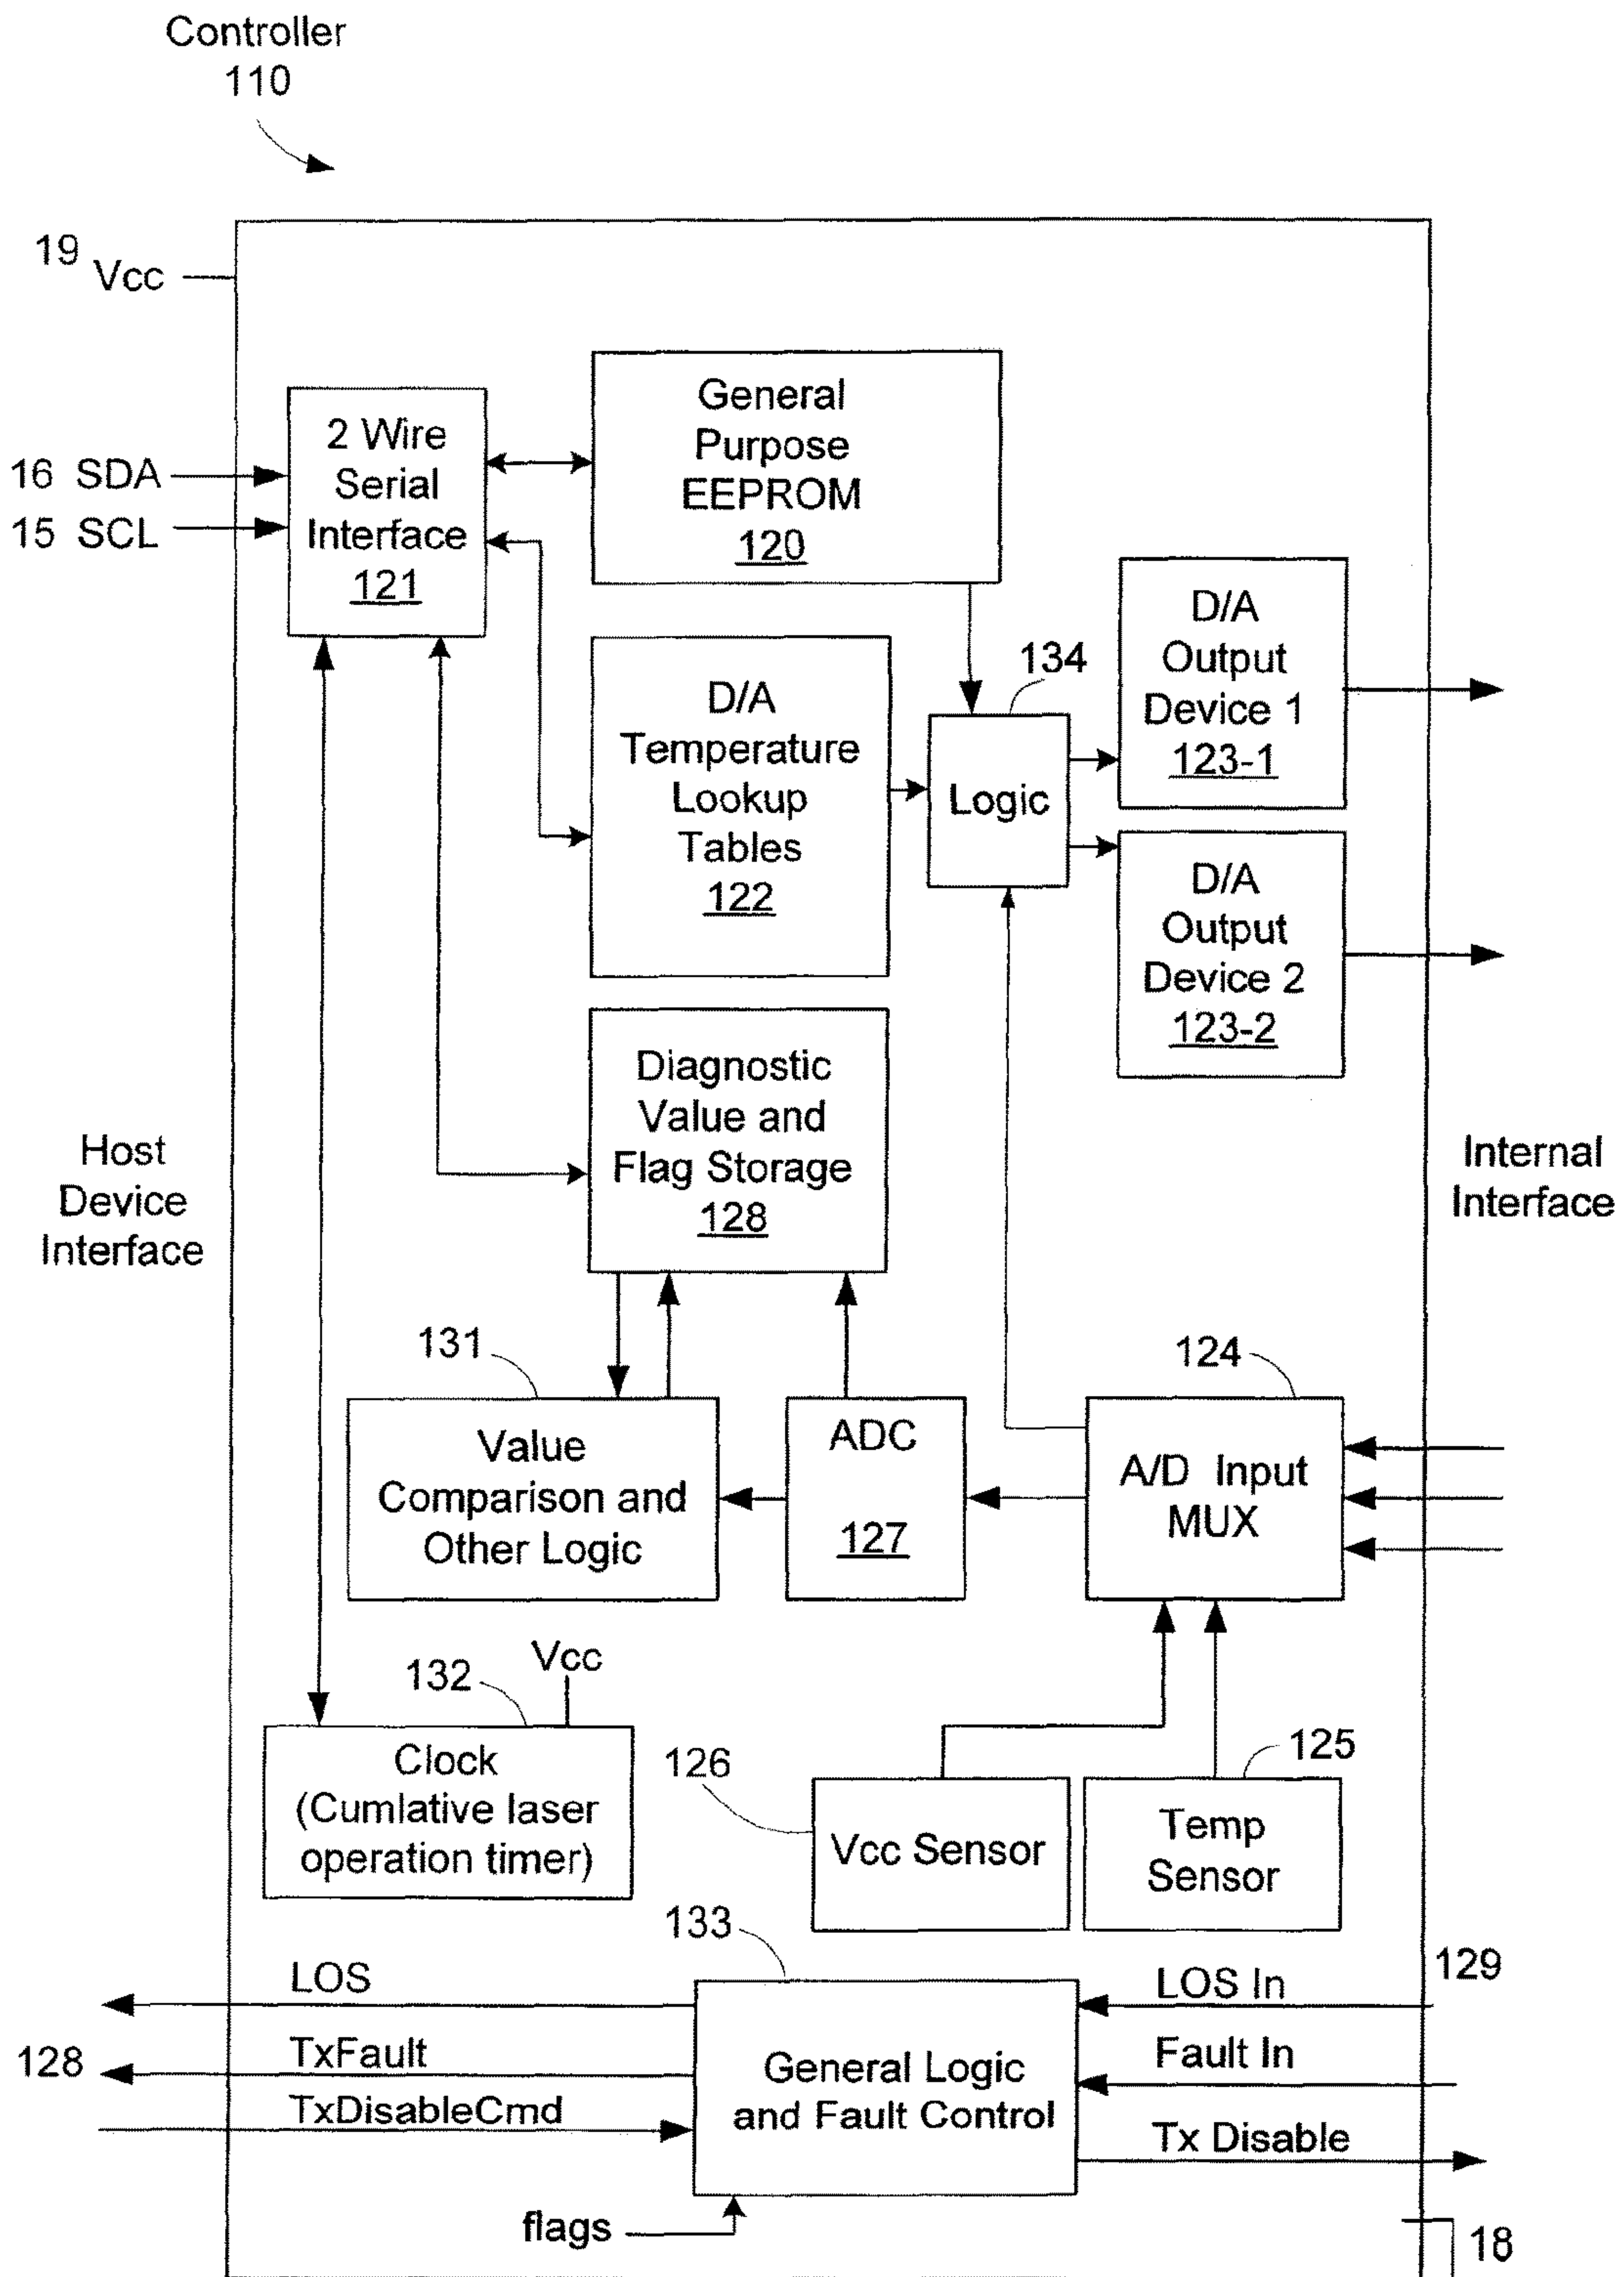 Controller
110
19
Vcc
2 Wire
Serial
Interface
121
General
Purpose
EEPROM
120
16 SDA
15 SCL
D/A
Output
Device 1
123-1
134
D/A
Temperature
Lookup
Tables
122
Logic
D/A
Output
Device 2
123-2
Diagnostic
Value and
Flag Storage
128
Host
Device
Interface
Internal
Interface
131
124
Value
Comparison and
Other Logic
ADC
127
A/D Input
MUX
132
Vcc
Clock
(Cumlative laser
operation timer)
126
125
Vcc Sensor
Temp
Sensor
133
129
LOS
LOS In
128
TxFault
Fault In
TxDisableCmd
Tx Disable
General Logic
and Fault Control
flags
18